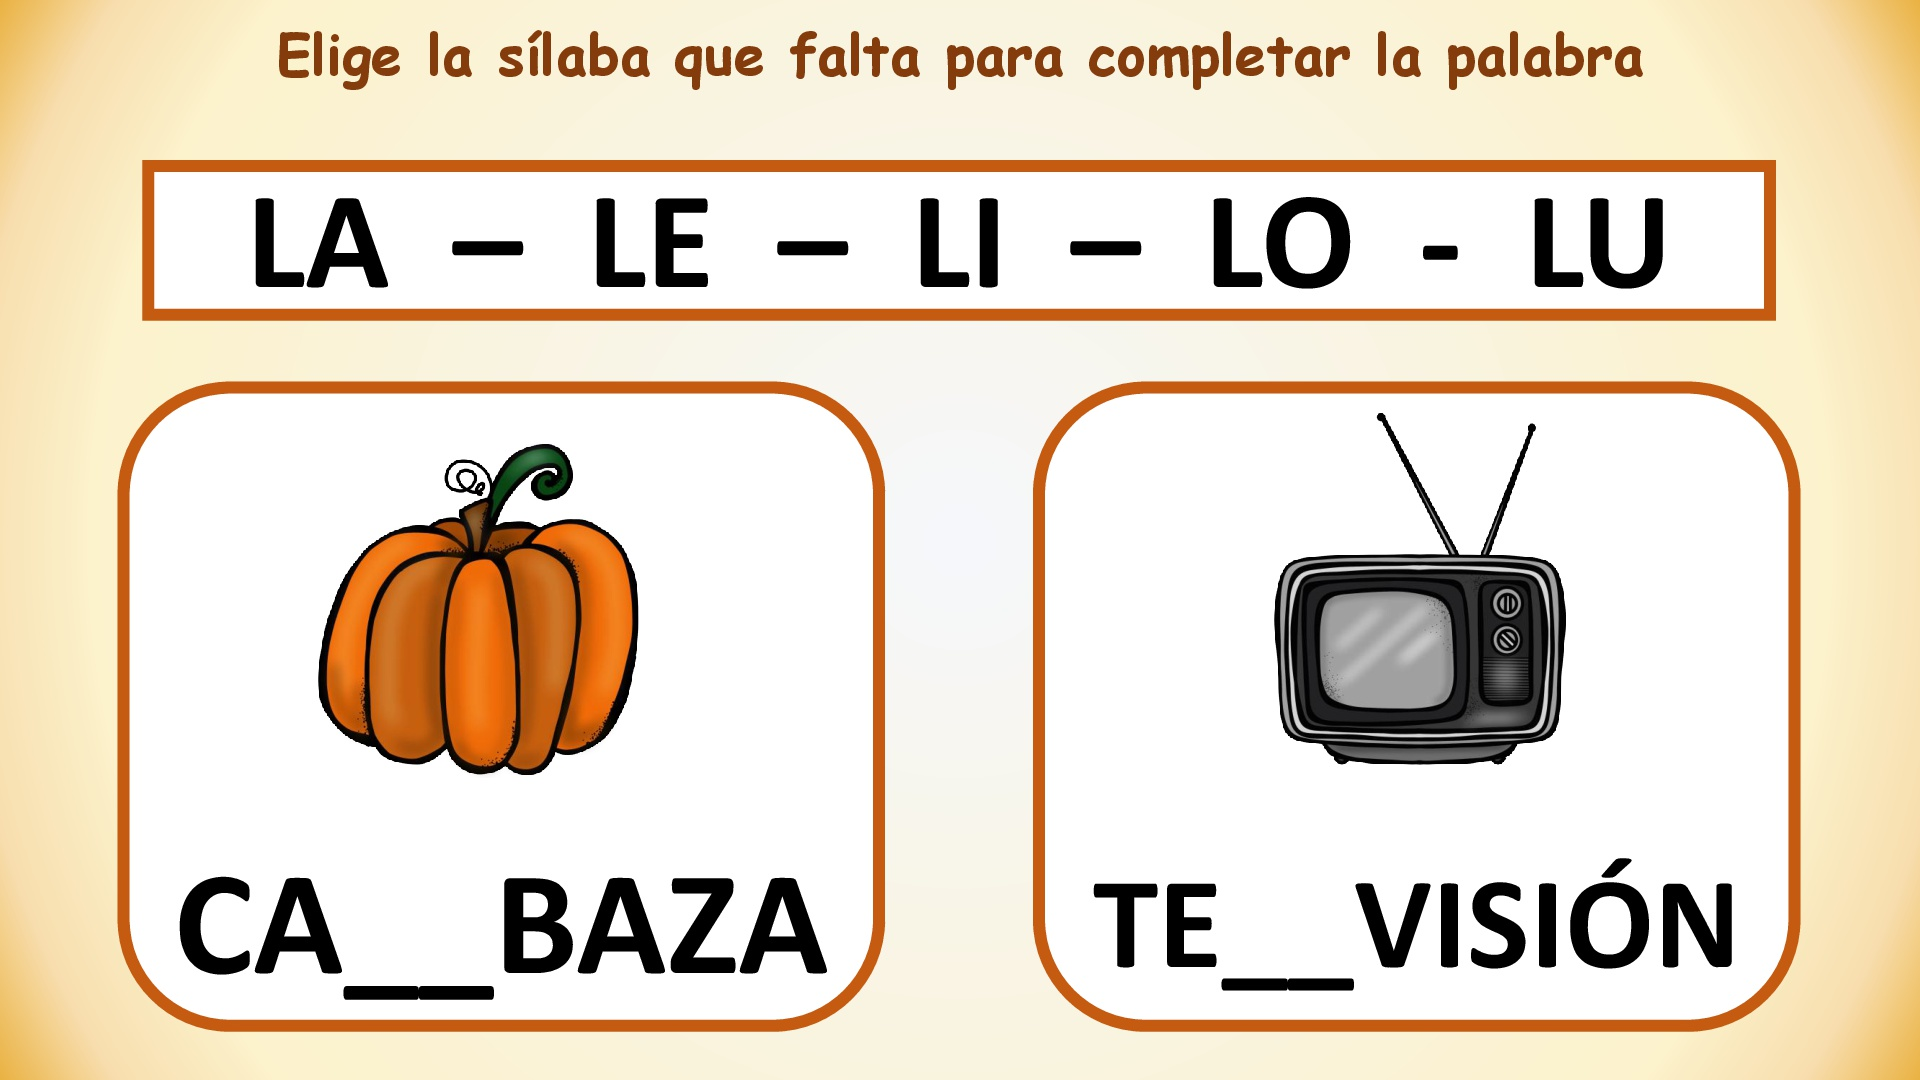 Elige la sílaba que falta para completar la palabra
LA – LE – LI – LO - LU
CA__BAZA
TE__VISIÓN